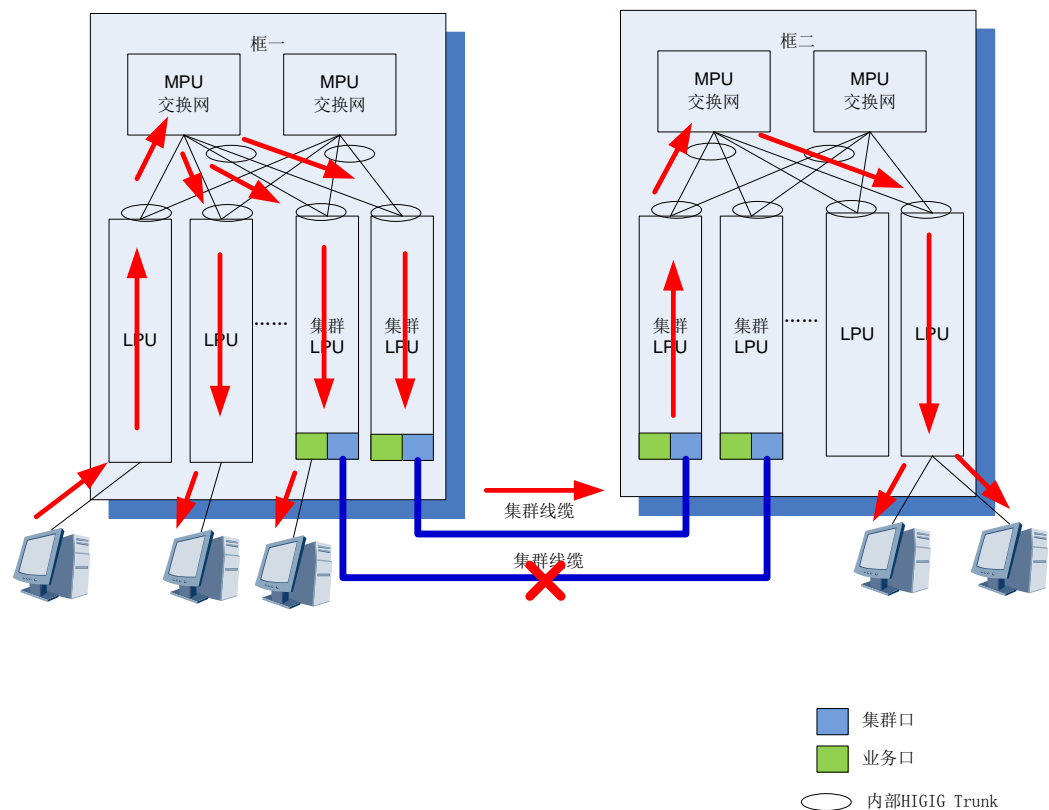 框一
框二
MPU
交换网
MPU
交换网
MPU
交换网
MPU
交换网
LPU
LPU
……
集群
LPU
集群
LPU
集群
LPU
集群
LPU
……
LPU
LPU
集群线缆
集群线缆
集群口
业务口
内部HIGIG Trunk